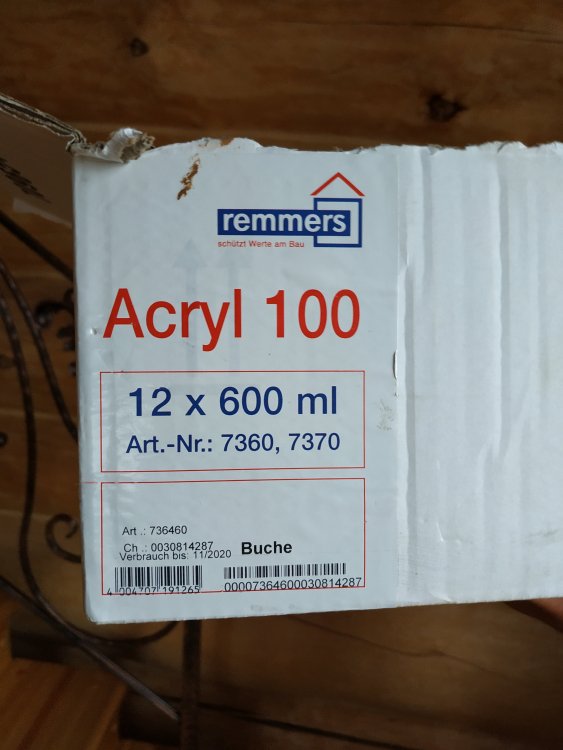 remmers
schützt Werte am Bau
Acryl 100
12 x 600 ml
Art.-Nr.: 7360, 7370
Art .: 736460
Ch .: 0030814287
Verbrauch bis: 11/2020 Buche
4 004707 191265
00007364600030814287